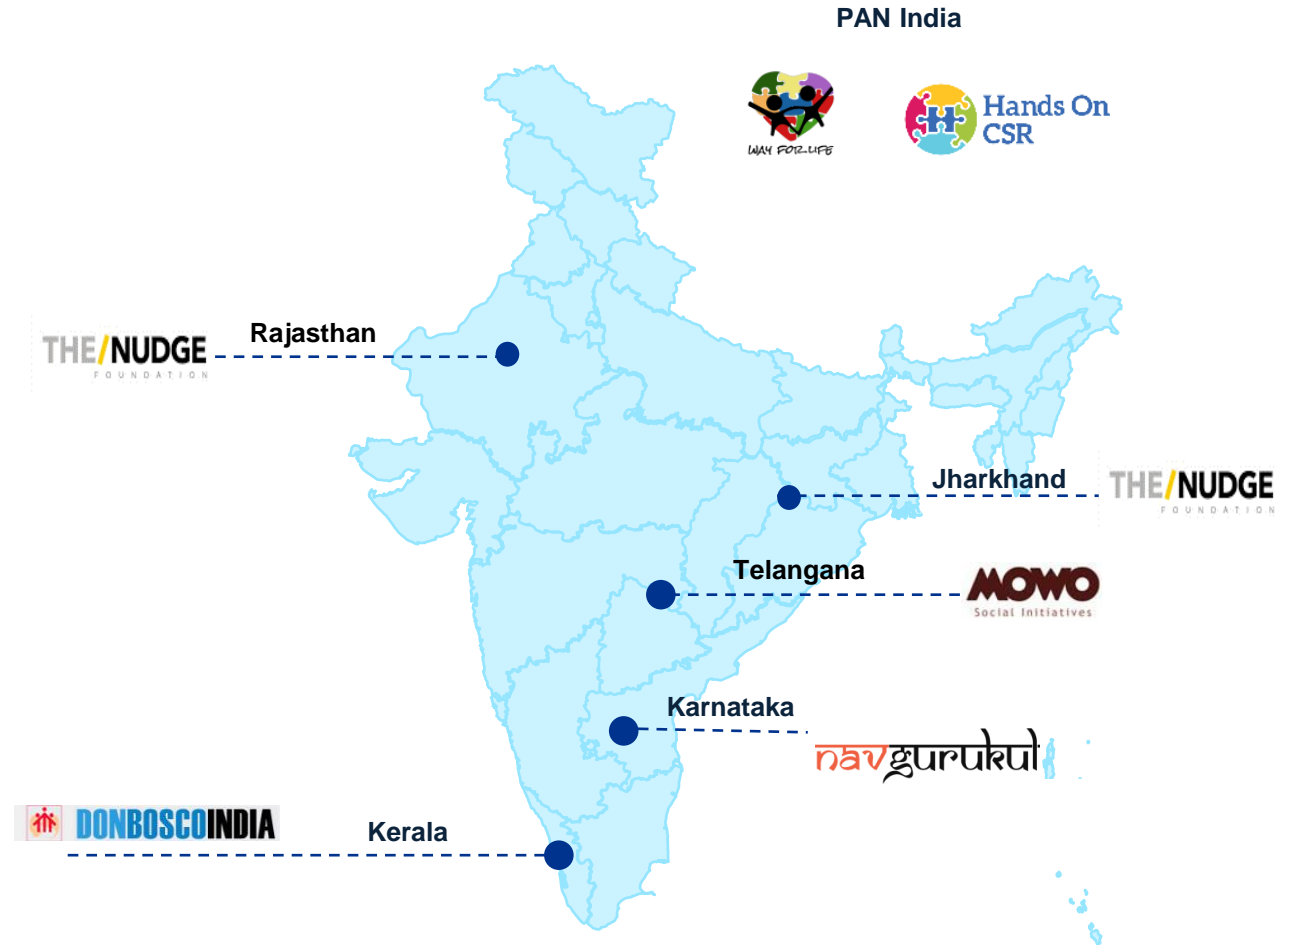 PAN India
WAY FOR LIFE
Hands On
CSR
Rajasthan
THE/NUDGE
FOUNDATION
Jharkhand
THE/NUDGE
FOUNDATION
Telangana
MOWO
Social Initiatives
Karnataka
navgurukul
DONBOSCOINDIA
Kerala